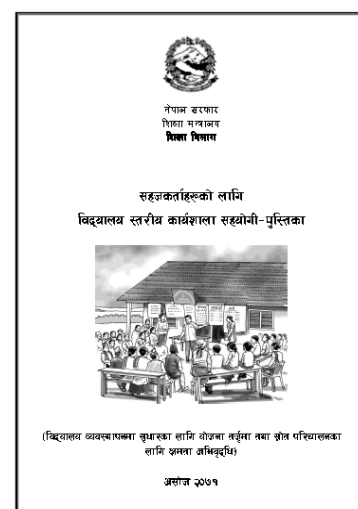 नेपाल सरकार
शिक्षा मन्त्रालय
शिक्षा विभाग
सहजकर्ताहरूको लागि
विद्यालय स्तरीय कार्यशाला सहयोगी-पुस्तिका
(विद्यालय व्यवस्थापनमा सुधारका लागि योजना तर्जुमा तथा स्रोत परिचालनका
लागि क्षमता अभिवृद्धि)
असोज २०७१